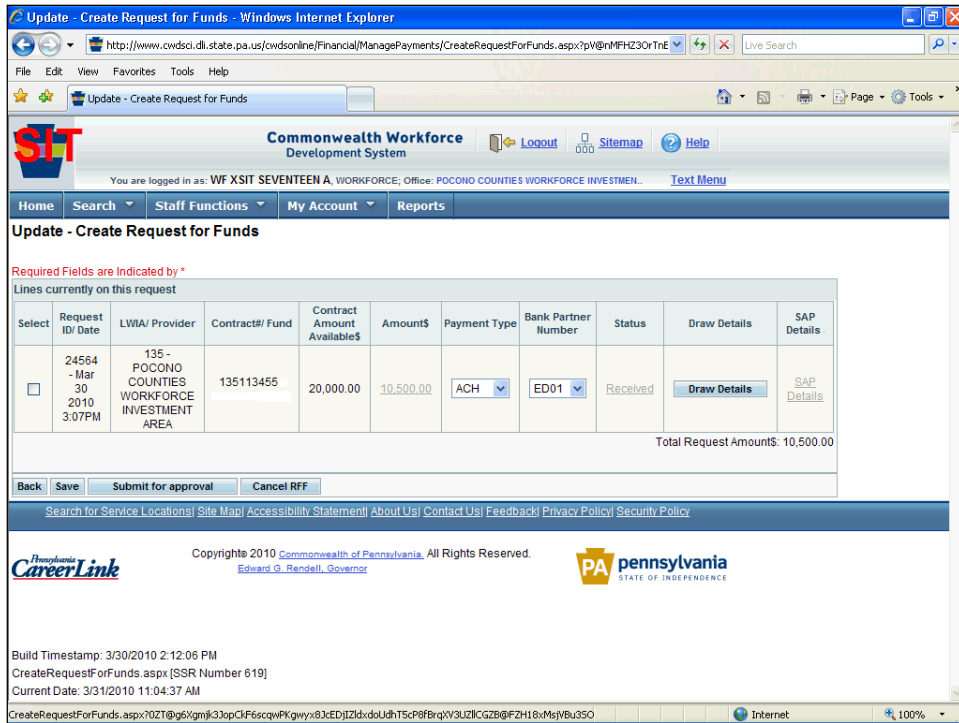 Update - Create Request for Funds - Windows Internet Explorer
http://www.cwdsci.dli.state.pa.us/cwdsonline/Financial/ManagePayments/CreateRequestForFunds.aspx?pV@nMFHZ3OrTnE
Live Search
File Edit View Favorites Tools Help
Update - Create Request for Funds
Page Tools
SIT
Commonwealth Workforce
Development System
Logout Sitemap Help
You are logged in as: WF XSIT SEVENTEEN A, WORKFORCE; Office: POCONO COUNTIES WORKFORCE INVESTMEN.. Text Menu
Home Search Staff Functions My Account Reports
Update - Create Request for Funds
Required Fields are Indicated by *
Lines currently on this request
Select Request ID/ Date LWIA/ Provider Contract#/ Fund Contract Amount Available$ Amount$ Payment Type Bank Partner Number Status Draw Details SAP Details
24564 - Mar 30 2010 3:07PM 135 - POCONO COUNTIES WORKFORCE INVESTMENT AREA 135113455 20,000.00 10,500.00 ACH ED01 Received Draw Details SAP Details
Total Request Amount$: 10,500.00
Back Save Submit for approval Cancel RFF
Search for Service Locations| Site Map| Accessibility Statement| About Us| Contact Us| Feedback| Privacy Policy| Security Policy
Pennsylvania
CareerLink
Copyright© 2010 Commonwealth of Pennsylvania. All Rights Reserved.
Edward G. Rendell, Governor
PA pennsylvania
STATE OF INDEPENDENCE
Build Timestamp: 3/30/2010 2:12:06 PM
CreateRequestForFunds.aspx [SSR Number 619]
Current Date: 3/31/2010 11:04:37 AM
Internet 100%